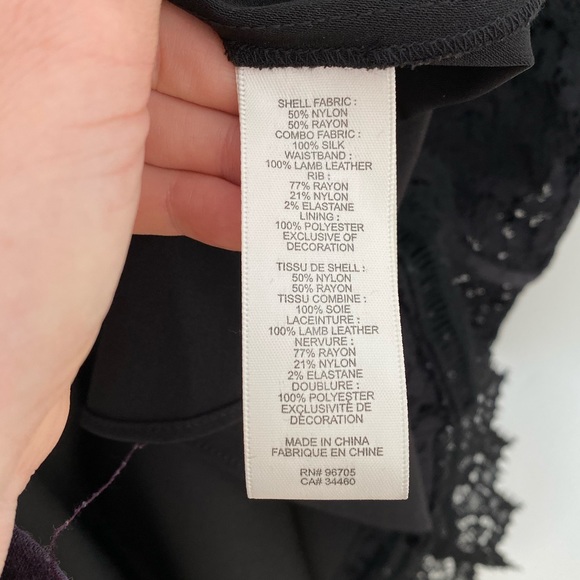 SHELL FABRIC :
50% NYLON
50% RAYON
COMBO FABRIC :
100% SILK
WAISTBAND :
100% LAMB LEATHER
RIB :
77% RAYON
21% NYLON
2% ELASTANE
LINING :
100% POLYESTER
EXCLUSIVE OF
DECORATION
TISSU DE SHELL :
50% NYLON
50% RAYON
TISSU COMBINE :
100% SOIE
LACEINTURE :
100% LAMB LEATHER
NERVURE :
77% RAYON
21% NYLON
2% ELASTANE
DOUBLURE :
100% POLYESTER
EXCLUSIVITÉ DE
DÉCORATION
MADE IN CHINA
FABRIQUE EN CHINE
RN# 96705
CA# 34460